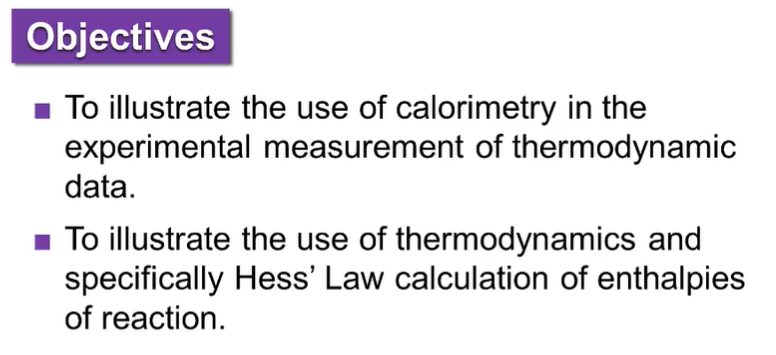 Objectives
To illustrate the use of calorimetry in the
experimental measurement of thermodynamic
data.
To illustrate the use of thermodynamics and
specifically Hess’ Law calculation of enthalpies
of reaction.